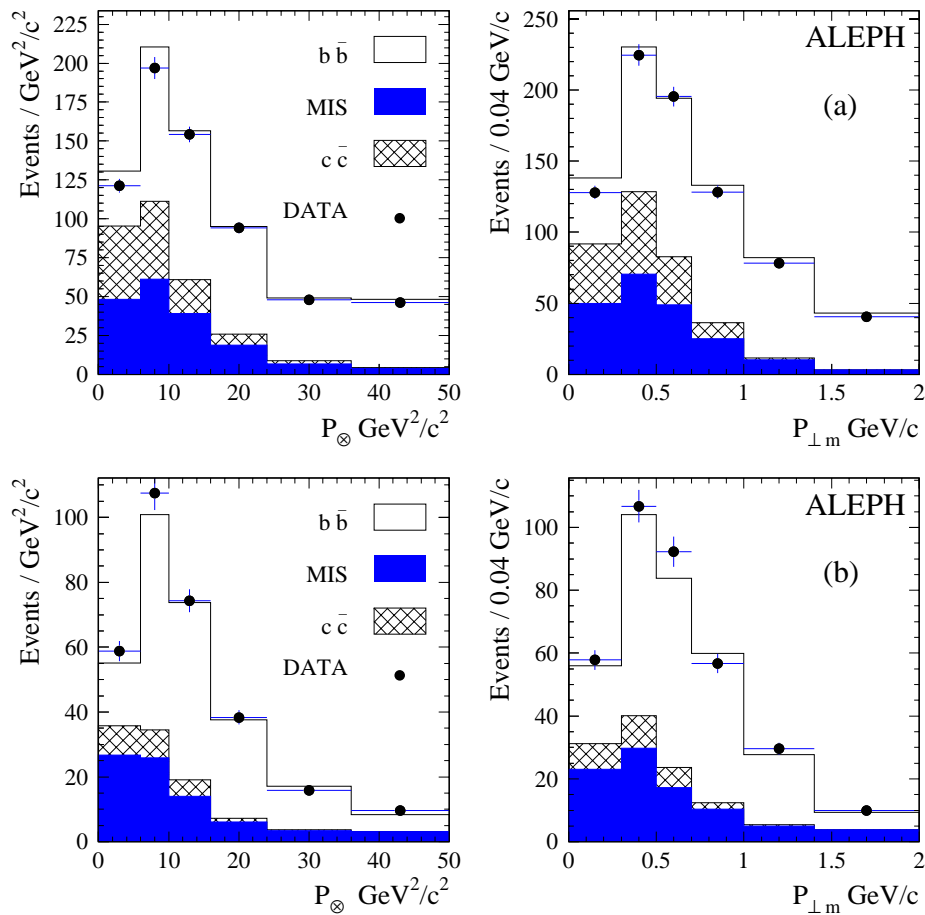 Events / GeV²/c²
225
200
175
150
125
100
75
50
25
0
b b̄
MIS
c c̄
DATA
0 10 20 30 40 50
P⊗ GeV²/c²
Events / 0.04 GeV/c
250
200
150
100
50
0
ALEPH
(a)
0 0.5 1 1.5 2
P⊥m GeV/c
Events / GeV²/c²
100
80
60
40
20
0
b b̄
MIS
c c̄
DATA
0 10 20 30 40 50
P⊗ GeV²/c²
Events / 0.04 GeV/c
100
80
60
40
20
0
ALEPH
(b)
0 0.5 1 1.5 2
P⊥m GeV/c